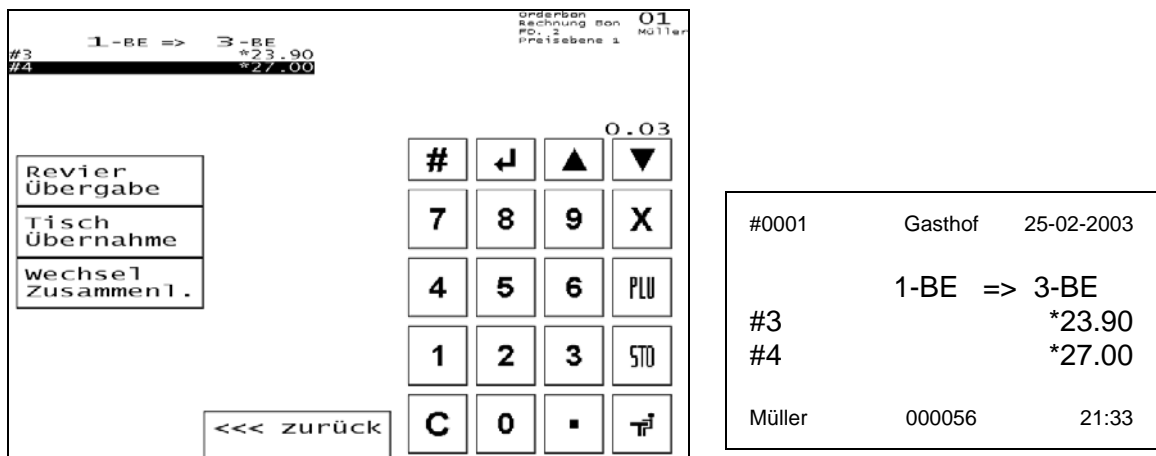 Orderbon
Rechnung Bon 01
PD. 2 Müller
Preisebene 1
1-BE => 3-BE
#3 *23.90
#4 *27.00
0.03
#
Revier
Übergabe
Tisch
Übernahme
Wechsel
Zusammenl.
7 8 9 X
4 5 6 PLU
1 2 3 STO
C 0 .
<<< zurück
#0001 Gasthof 25-02-2003
1-BE => 3-BE
#3 *23.90
#4 *27.00
Müller 000056 21:33